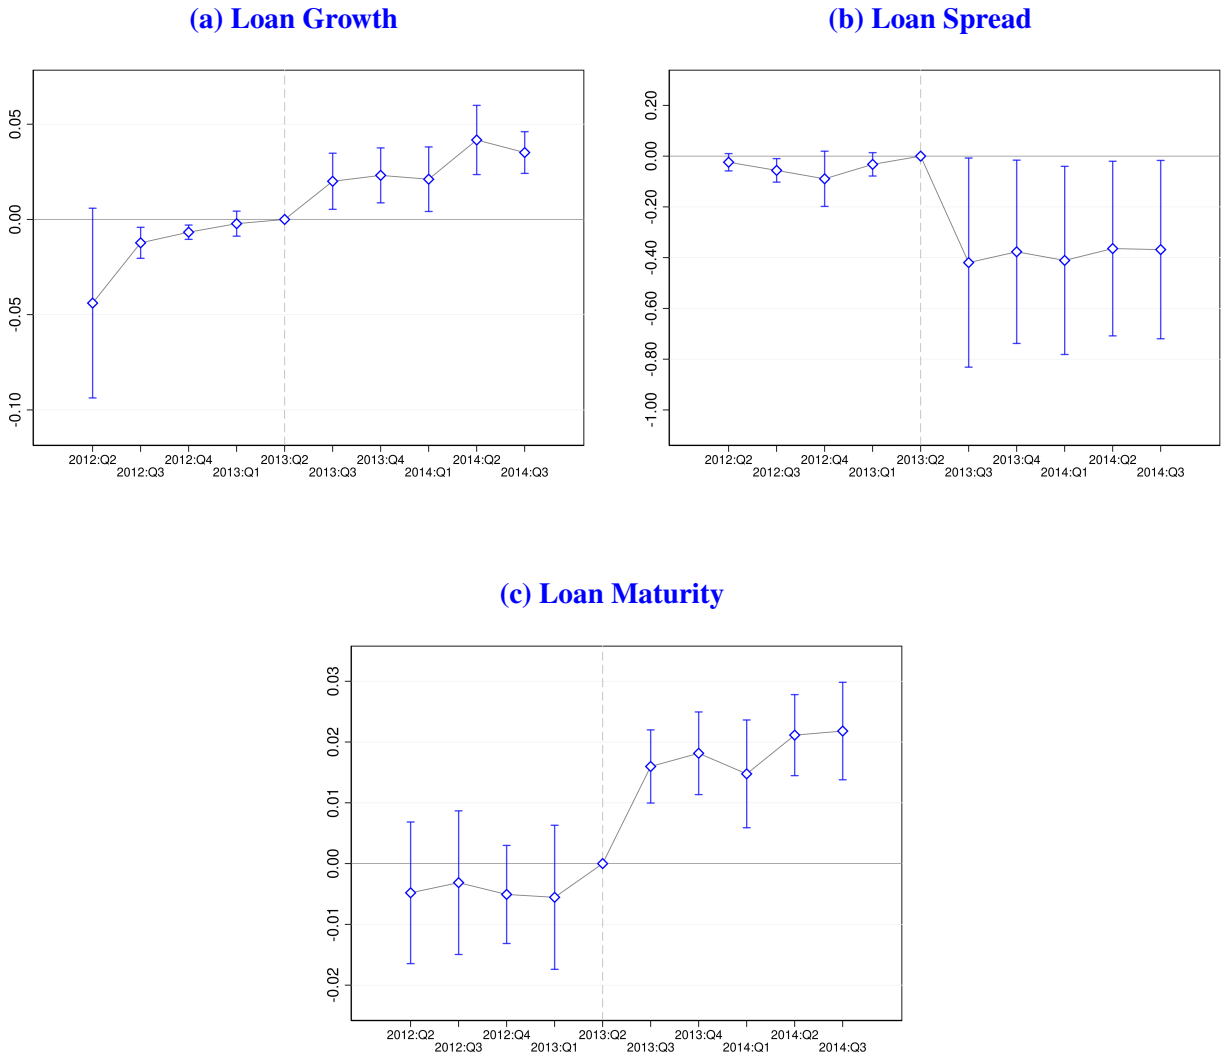 (a) Loan Growth
0.05
0.00
-0.05
-0.10
2012:Q2 2012:Q4 2013:Q2 2013:Q4 2014:Q2
2012:Q3 2013:Q1 2013:Q3 2014:Q1 2014:Q3
(b) Loan Spread
0.20
0.00
-0.20
-0.40
-0.60
-0.80
-1.00
2012:Q2 2012:Q4 2013:Q2 2013:Q4 2014:Q2
2012:Q3 2013:Q1 2013:Q3 2014:Q1 2014:Q3
(c) Loan Maturity
0.03
0.02
0.01
0.00
-0.01
-0.02
2012:Q2 2012:Q4 2013:Q2 2013:Q4 2014:Q2
2012:Q3 2013:Q1 2013:Q3 2014:Q1 2014:Q3